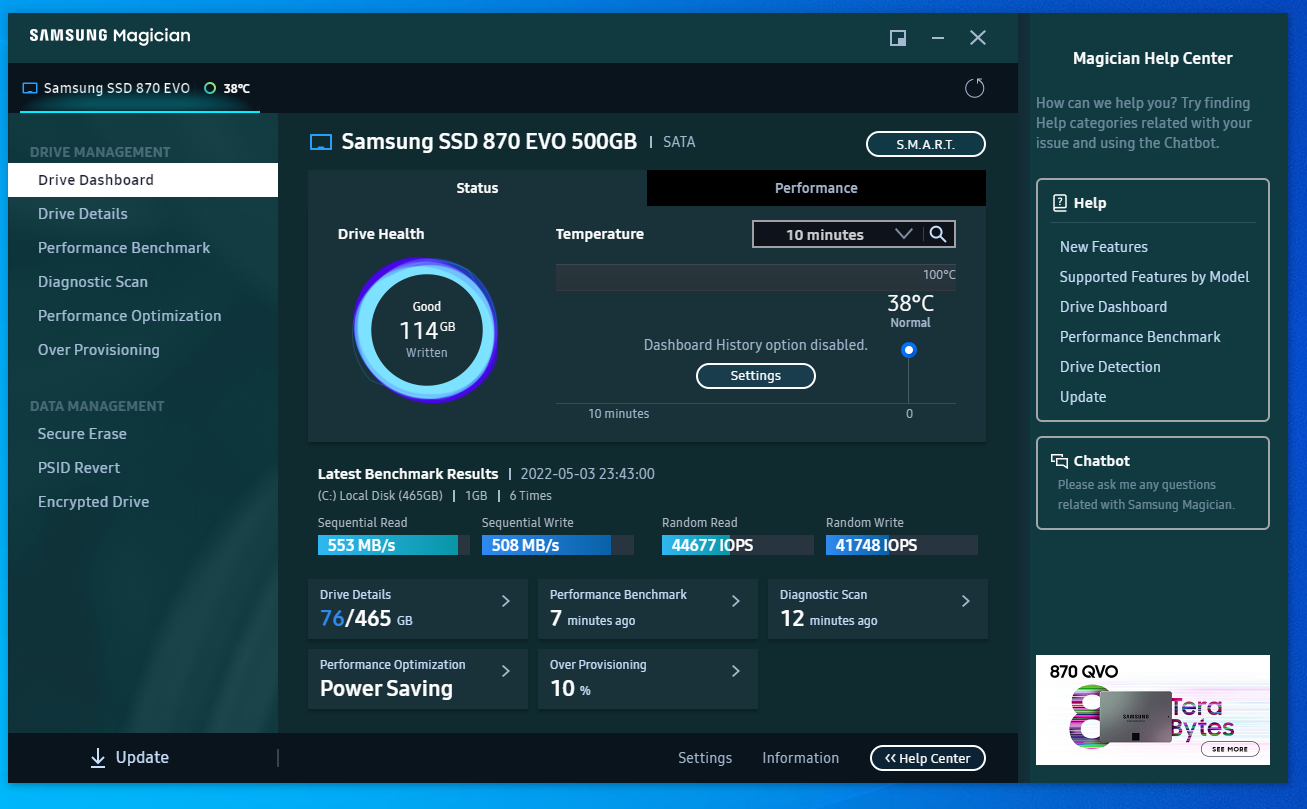 SAMSUNG Magician
Samsung SSD 870 EVO 38°C
DRIVE MANAGEMENT
Drive Dashboard
Drive Details
Performance Benchmark
Diagnostic Scan
Performance Optimization
Over Provisioning
DATA MANAGEMENT
Secure Erase
PSID Revert
Encrypted Drive
Samsung SSD 870 EVO 500GB | SATA
S.M.A.R.T.
Status
Performance
Drive Health
Good
114 GB
Written
Temperature
10 minutes
100°C
38°C
Normal
Dashboard History option disabled.
Settings
10 minutes
0
Latest Benchmark Results | 2022-05-03 23:43:00
(C:) Local Disk (465GB) | 1GB | 6 Times
Sequential Read
553 MB/s
Sequential Write
508 MB/s
Random Read
44677 IOPS
Random Write
41748 IOPS
Drive Details
76/465 GB
Performance Benchmark
7 minutes ago
Diagnostic Scan
12 minutes ago
Performance Optimization
Power Saving
Over Provisioning
10 %
Update
Settings
Information
Help Center
Magician Help Center
How can we help you? Try finding
Help categories related with your
issue and using the Chatbot.
Help
New Features
Supported Features by Model
Drive Dashboard
Performance Benchmark
Drive Detection
Update
Chatbot
Please ask me any questions
related with Samsung Magician.
870 QVO
8 Tera
Bytes
SAMSUNG
SEE MORE